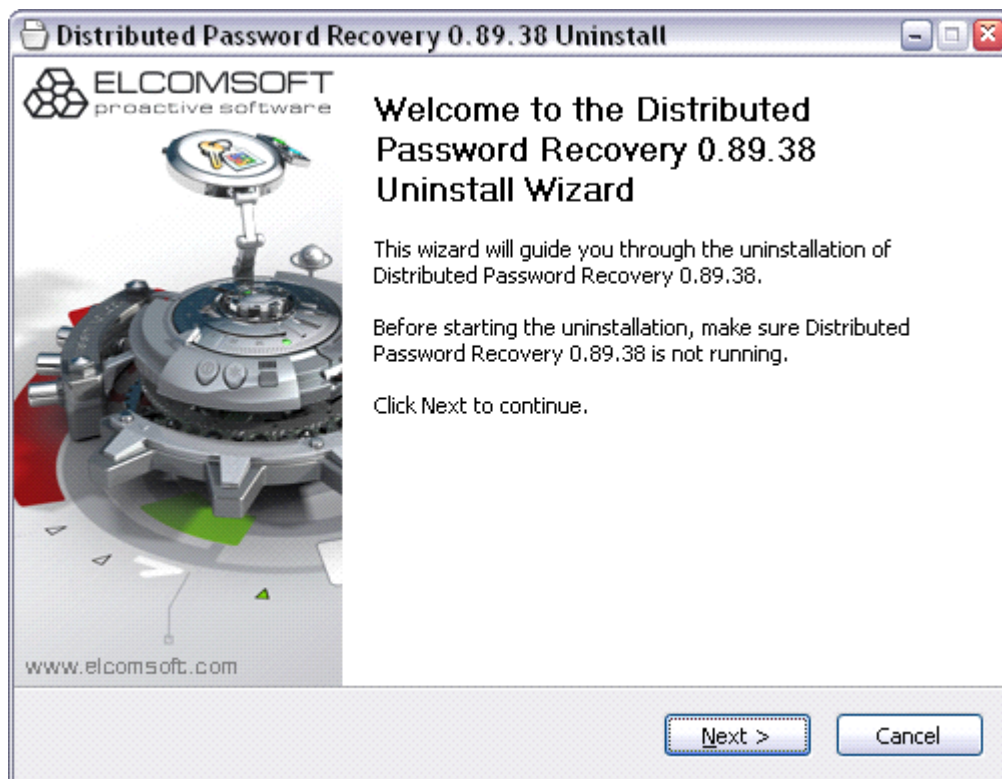 Distributed Password Recovery 0.89.38 Uninstall
ELCOMSOFT
proactive software
Welcome to the Distributed
Password Recovery 0.89.38
Uninstall Wizard
This wizard will guide you through the uninstallation of
Distributed Password Recovery 0.89.38.
Before starting the uninstallation, make sure Distributed
Password Recovery 0.89.38 is not running.
Click Next to continue.
www.elcomsoft.com
Next >
Cancel